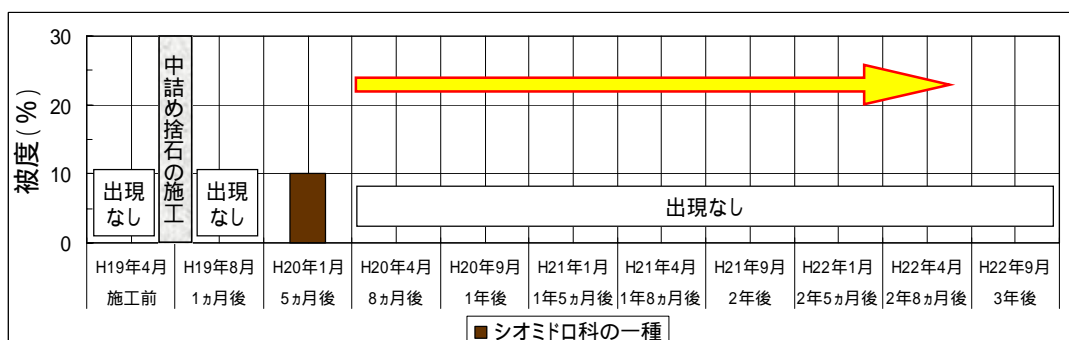 被度(%)
30
20
10
0
中詰め捨石の施工
出現
なし
出現
なし
出現なし
H19年4月 H19年8月 H20年1月 H20年4月 H20年9月 H21年1月 H21年4月 H21年9月 H22年1月 H22年4月 H22年9月
施工前 1ヵ月後 5ヵ月後 8ヵ月後 1年後 1年5ヵ月後 1年8ヵ月後 2年後 2年5ヵ月後 2年8ヵ月後 3年後
シオミドロ科の一種